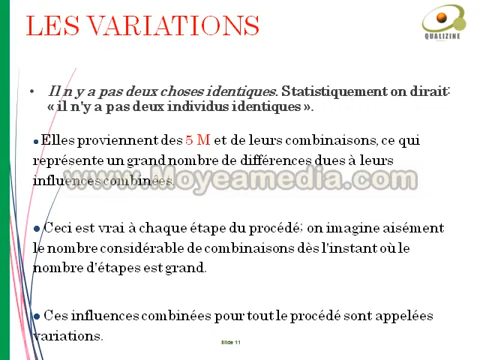 LES VARIATIONS
QUALIZINE
• Il n y a pas deux choses identiques. Statistiquement on dirait:
« il n'y a pas deux individus identiques ».
● Elles proviennent des 5 M et de leurs combinaisons, ce qui
représente un grand nombre de différences dues à leurs
influences combinées.
www.Moyeamedia.com
● Ceci est vrai à chaque étape du procédé; on imagine aisément
le nombre considérable de combinaisons dès l'instant où le
nombre d'étapes est grand.
● Ces influences combinées pour tout le procédé sont appelées
variations.
Slide 11